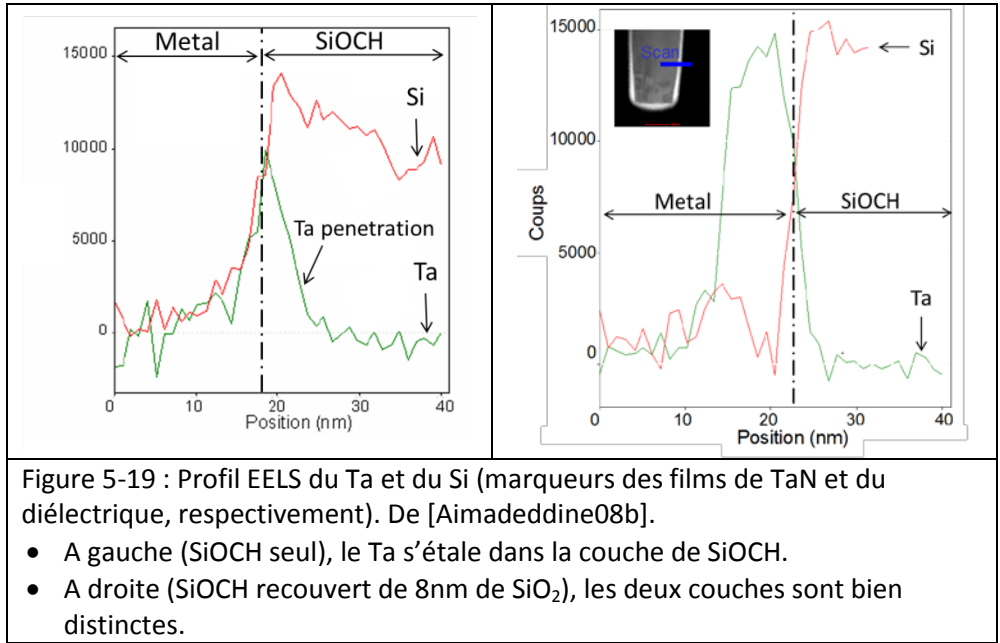 Metal SiOCH
15000
10000
5000
0
Si
Ta penetration
Ta
0 10 20 30 40
Position (nm)
15000
10000
5000
0
Coups
Scan
Si
Metal SiOCH
Ta
0 10 20 30 40
Position (nm)
Figure 5-19 : Profil EELS du Ta et du Si (marqueurs des films de TaN et du
diélectrique, respectivement). De [Aimadeddine08b].
• A gauche (SiOCH seul), le Ta s’étale dans la couche de SiOCH.
• A droite (SiOCH recouvert de 8nm de SiO₂), les deux couches sont bien
distinctes.